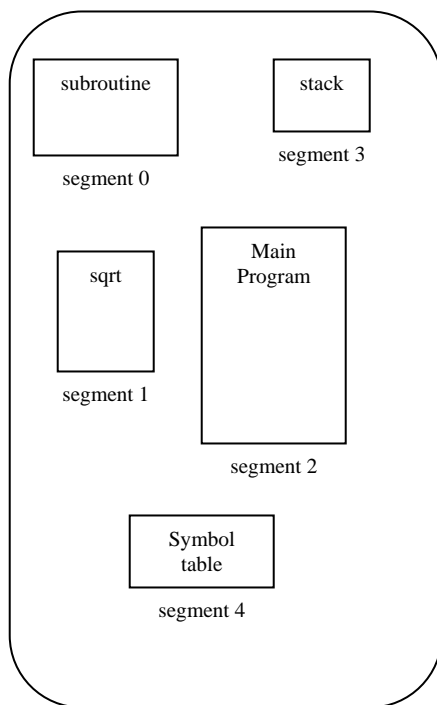 subroutine
segment 0
stack
segment 3
sqrt
segment 1
Main
Program
segment 2
Symbol
table
segment 4